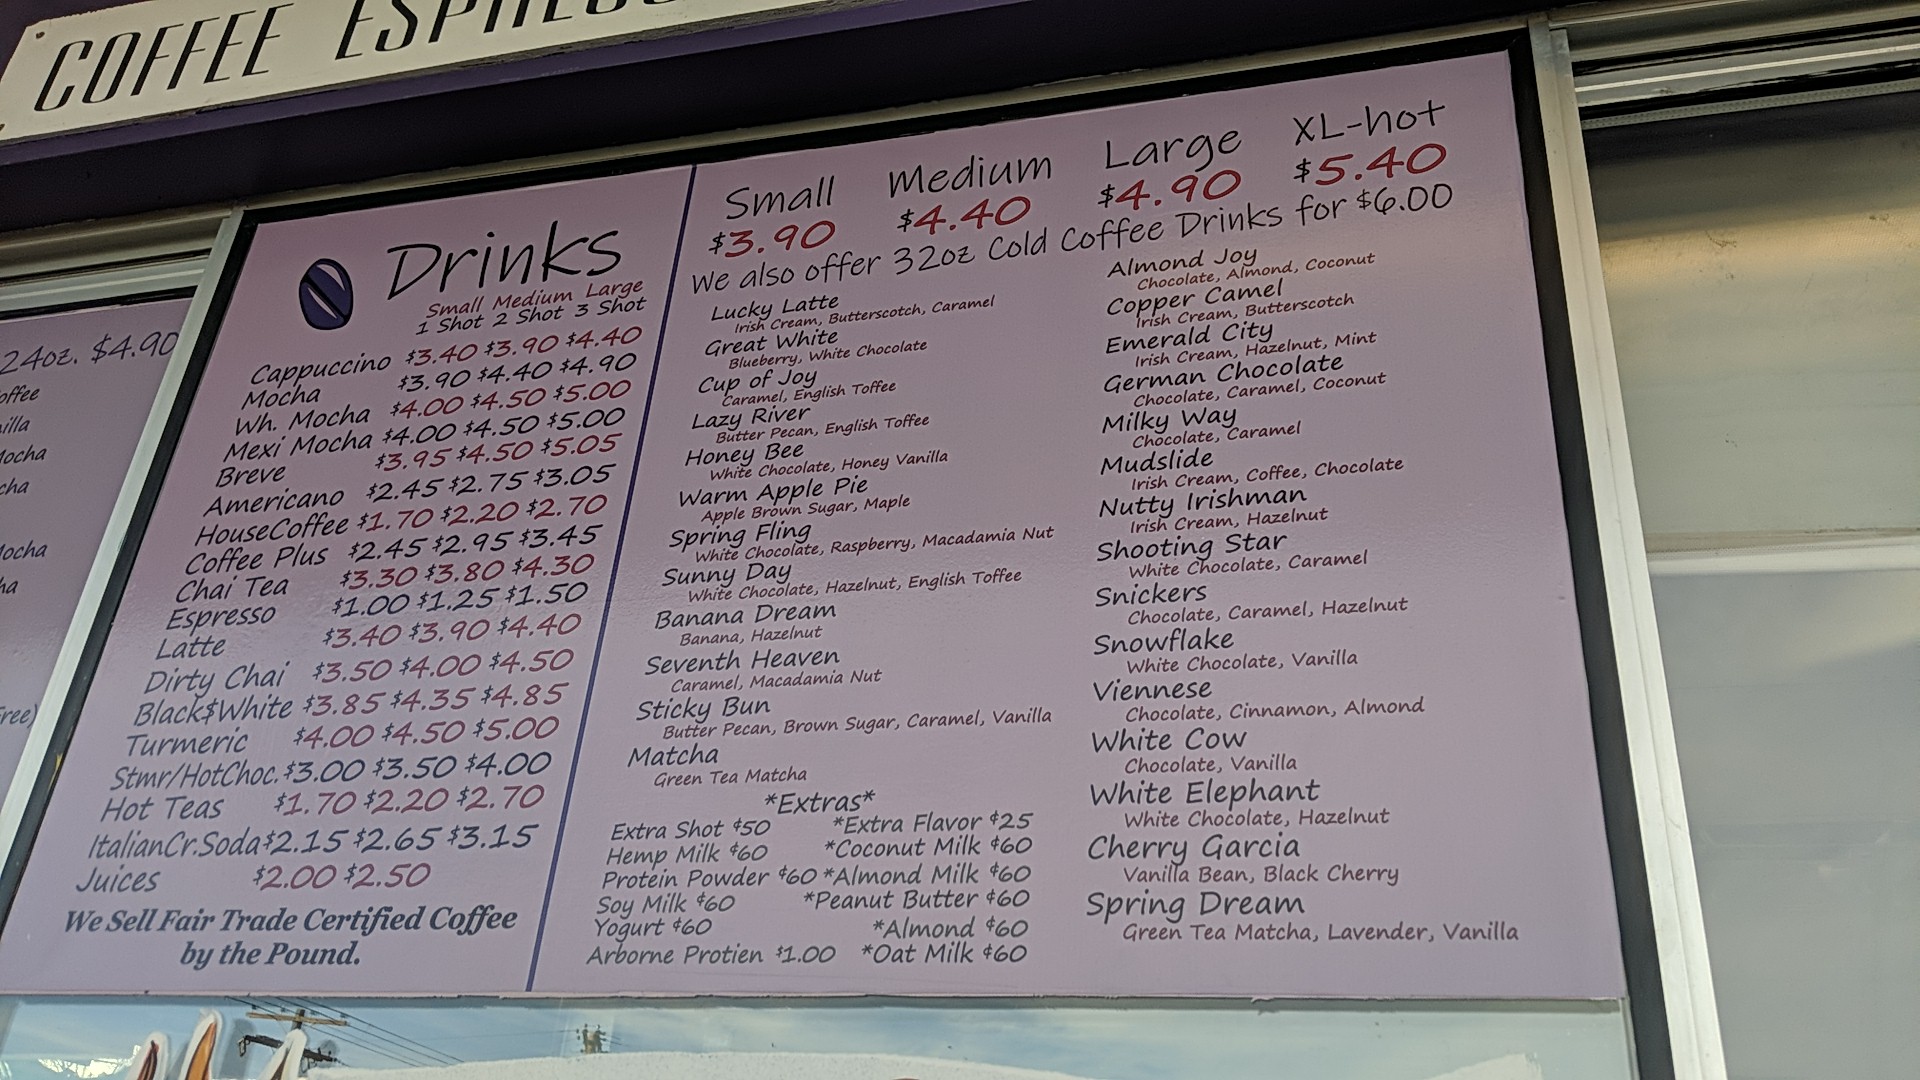 COFFEE
24oz. $4.90
Drinks
Small Medium Large
1 Shot 2 Shot 3 Shot
Cappuccino $3.40 $3.90 $4.40
Mocha $3.90 $4.40 $4.90
Wh. Mocha $4.00 $4.50 $5.00
Mexi Mocha $4.00 $4.50 $5.00
Breve $3.95 $4.50 $5.05
Americano $2.45 $2.75 $3.05
HouseCoffee $1.70 $2.20 $2.70
Coffee Plus $2.45 $2.95 $3.45
Chai Tea $3.30 $3.80 $4.30
Espresso $1.00 $1.25 $1.50
Latte $3.40 $3.90 $4.40
Dirty Chai $3.50 $4.00 $4.50
Black$White $3.85 $4.35 $4.85
Turmeric $4.00 $4.50 $5.00
Stmr/HotChoc. $3.00 $3.50 $4.00
Hot Teas $1.70 $2.20 $2.70
ItalianCr.Soda $2.15 $2.65 $3.15
Juices $2.00 $2.50
We Sell Fair Trade Certified Coffee
by the Pound.
Small Medium Large XL-hot
$3.90 $4.40 $4.90 $5.40
We also offer 32oz Cold Coffee Drinks for $6.00
Lucky Latte
Irish Cream, Butterscotch, Caramel
Great White
Blueberry, White Chocolate
Cup of Joy
Caramel, English Toffee
Lazy River
Butter Pecan, English Toffee
Honey Bee
White Chocolate, Honey Vanilla
Warm Apple Pie
Apple Brown Sugar, Maple
Spring Fling
White Chocolate, Raspberry, Macadamia Nut
Sunny Day
White Chocolate, Hazelnut, English Toffee
Banana Dream
Banana, Hazelnut
Seventh Heaven
Caramel, Macadamia Nut
Sticky Bun
Butter Pecan, Brown Sugar, Caramel, Vanilla
Matcha
Green Tea Matcha
*Extras*
Extra Shot ¢50 *Extra Flavor ¢25
Hemp Milk ¢60 *Coconut Milk ¢60
Protein Powder ¢60 *Almond Milk ¢60
Soy Milk ¢60 *Peanut Butter ¢60
Yogurt ¢60 *Almond ¢60
Arborne Protien $1.00 *Oat Milk ¢60
Almond Joy
Chocolate, Almond, Coconut
Copper Camel
Irish Cream, Butterscotch
Emerald City
Irish Cream, Hazelnut, Mint
German Chocolate
Chocolate, Caramel, Coconut
Milky Way
Chocolate, Caramel
Mudslide
Irish Cream, Coffee, Chocolate
Nutty Irishman
Irish Cream, Hazelnut
Shooting Star
White Chocolate, Caramel
Snickers
Chocolate, Caramel, Hazelnut
Snowflake
White Chocolate, Vanilla
Viennese
Chocolate, Cinnamon, Almond
White Cow
Chocolate, Vanilla
White Elephant
White Chocolate, Hazelnut
Cherry Garcia
Vanilla Bean, Black Cherry
Spring Dream
Green Tea Matcha, Lavender, Vanilla